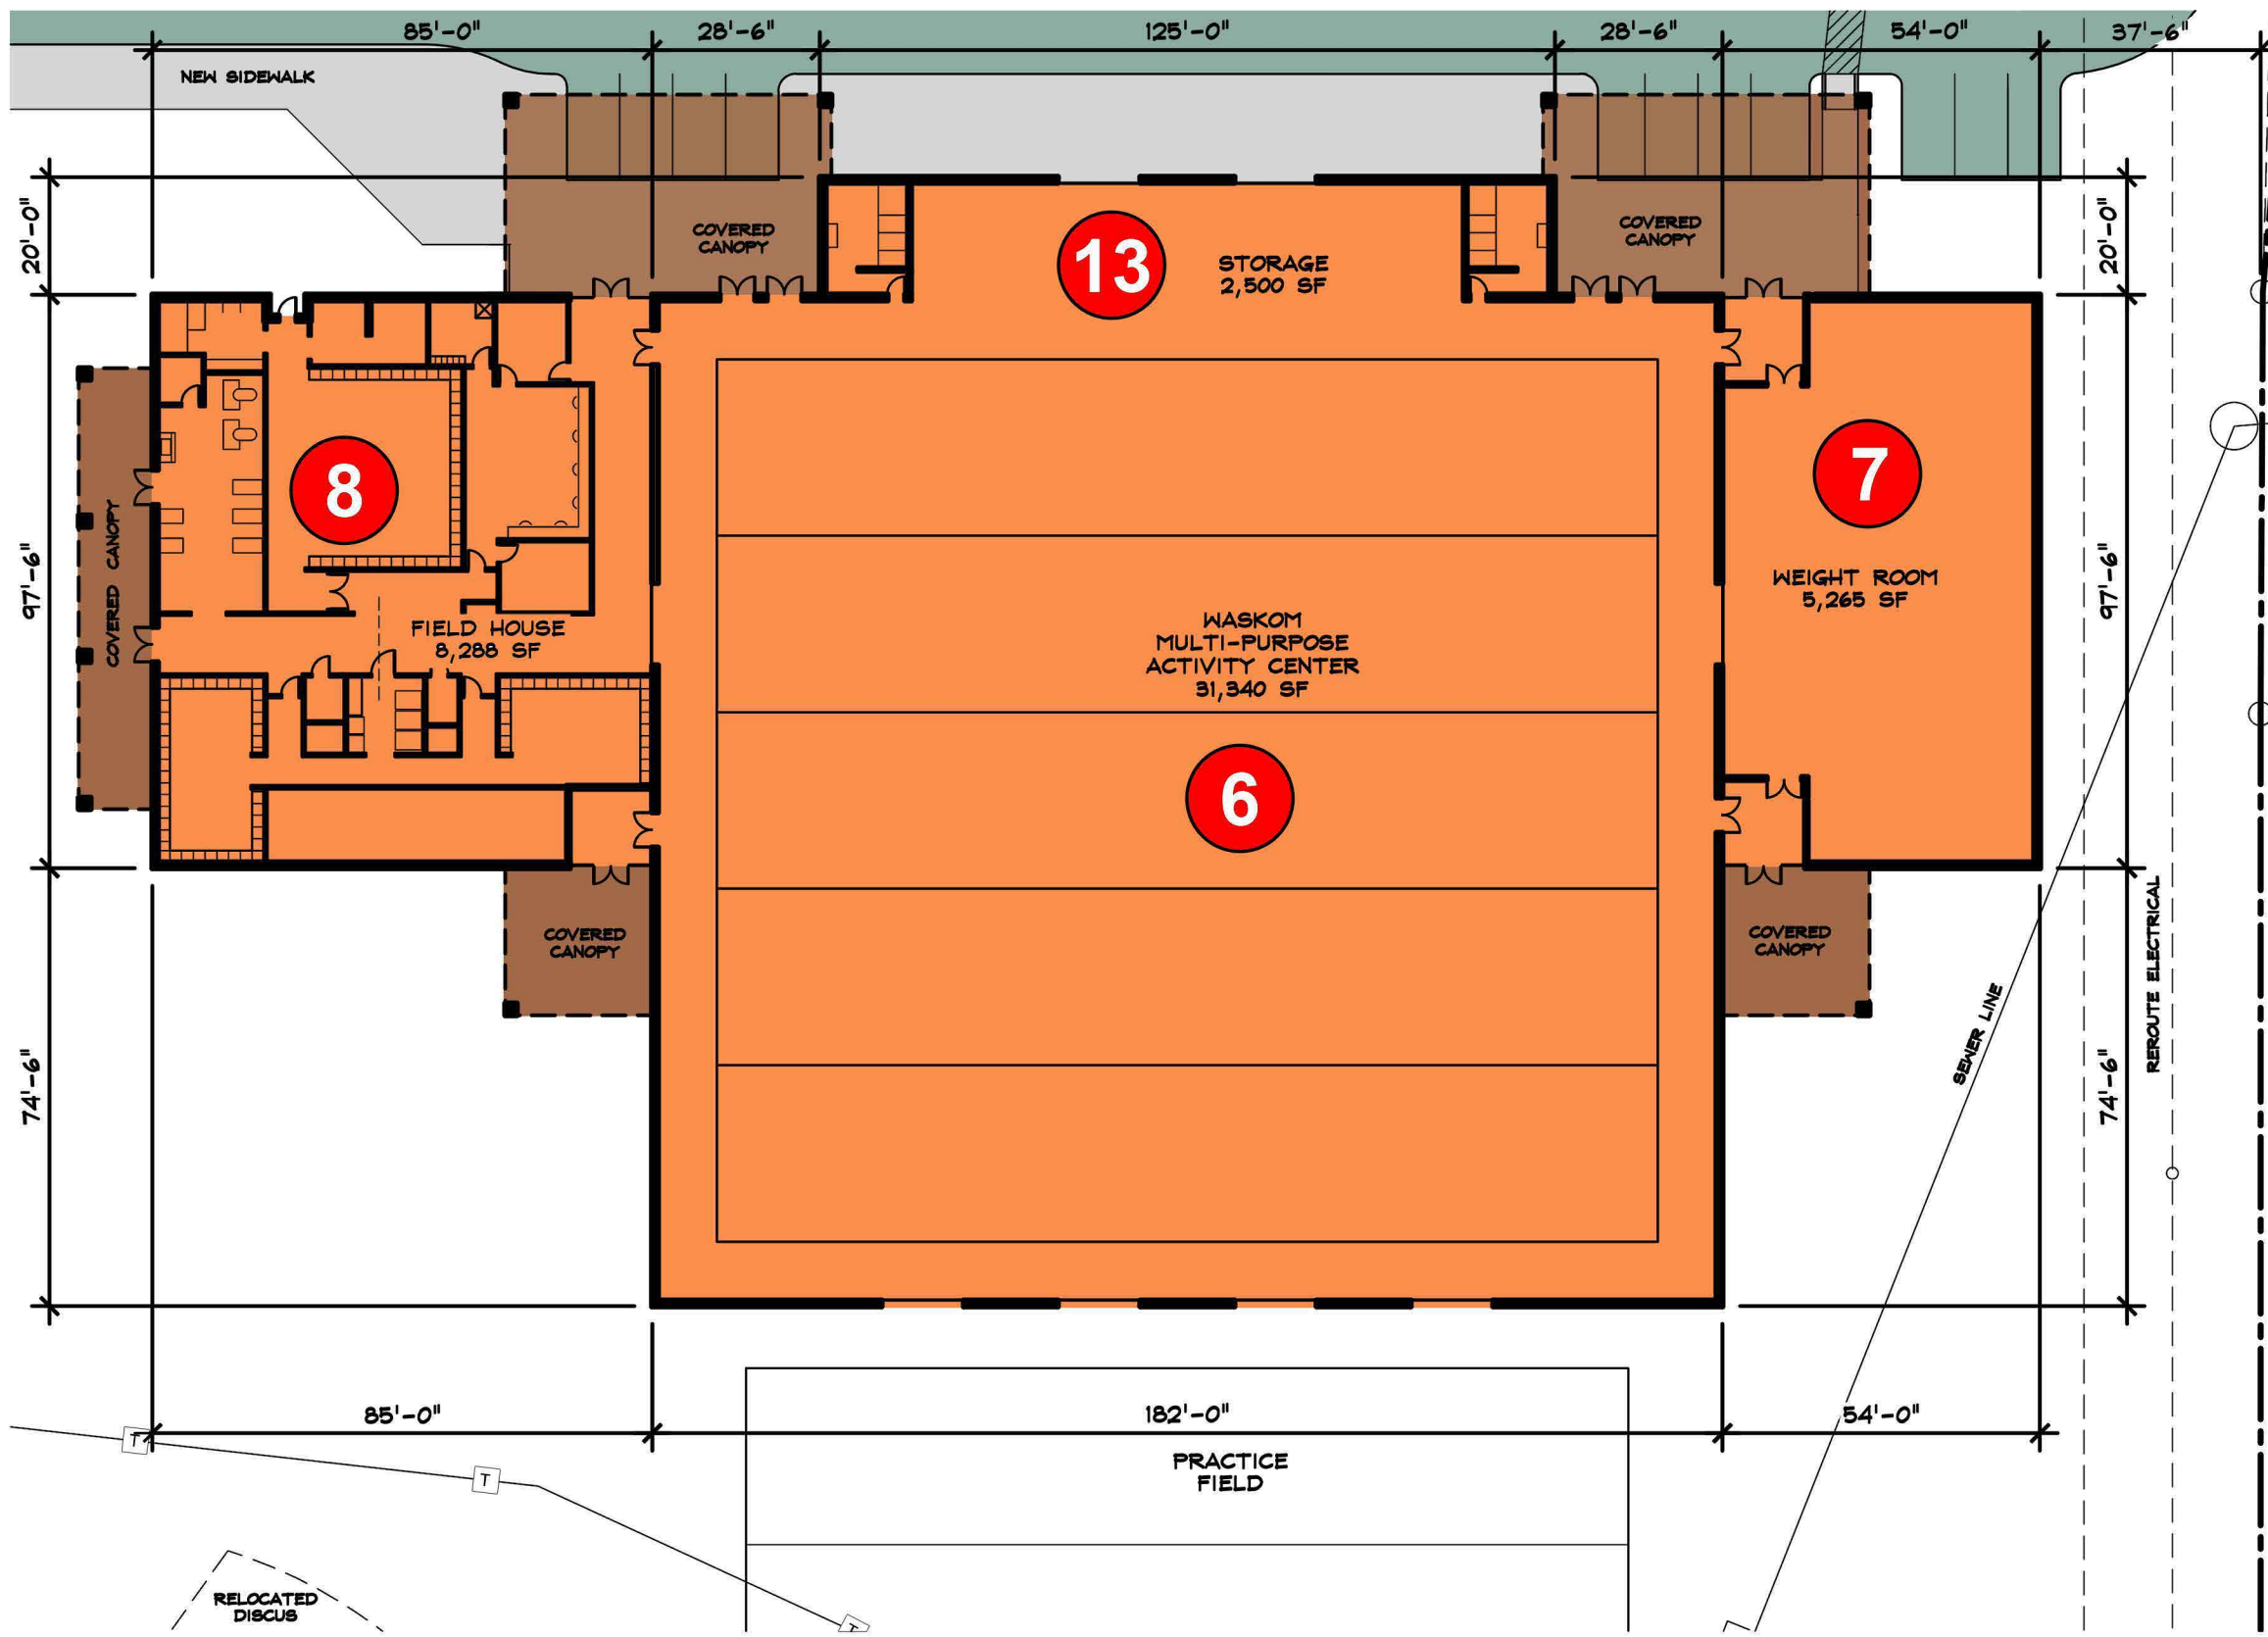 85'-0"
28'-6"
125'-0"
28'-6"
54'-0"
37'-6"
NEW SIDEWALK
20'-0"
COVERED
CANOPY
13
STORAGE
2,500 SF
COVERED
CANOPY
20'-0"
8
7
97'-6"
COVERED CANOPY
FIELD HOUSE
8,288 SF
WASKOM
MULTI-PURPOSE
ACTIVITY CENTER
31,340 SF
WEIGHT ROOM
5,265 SF
97'-6"
6
COVERED
CANOPY
COVERED
CANOPY
74'-6"
SEWER LINE
74'-6"
REROUTE ELECTRICAL
85'-0"
182'-0"
54'-0"
T
T
PRACTICE
FIELD
RELOCATED
DISCUS
T